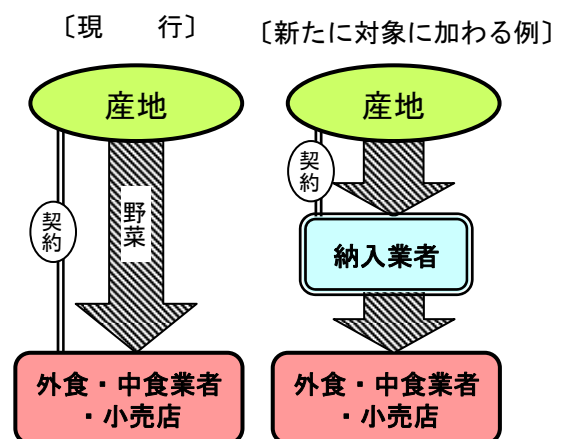 〔現　　行〕
〔新たに対象に加わる例〕
産地
産地
契約
野菜
契約
納入業者
外食・中食業者
・小売店
外食・中食業者
・小売店